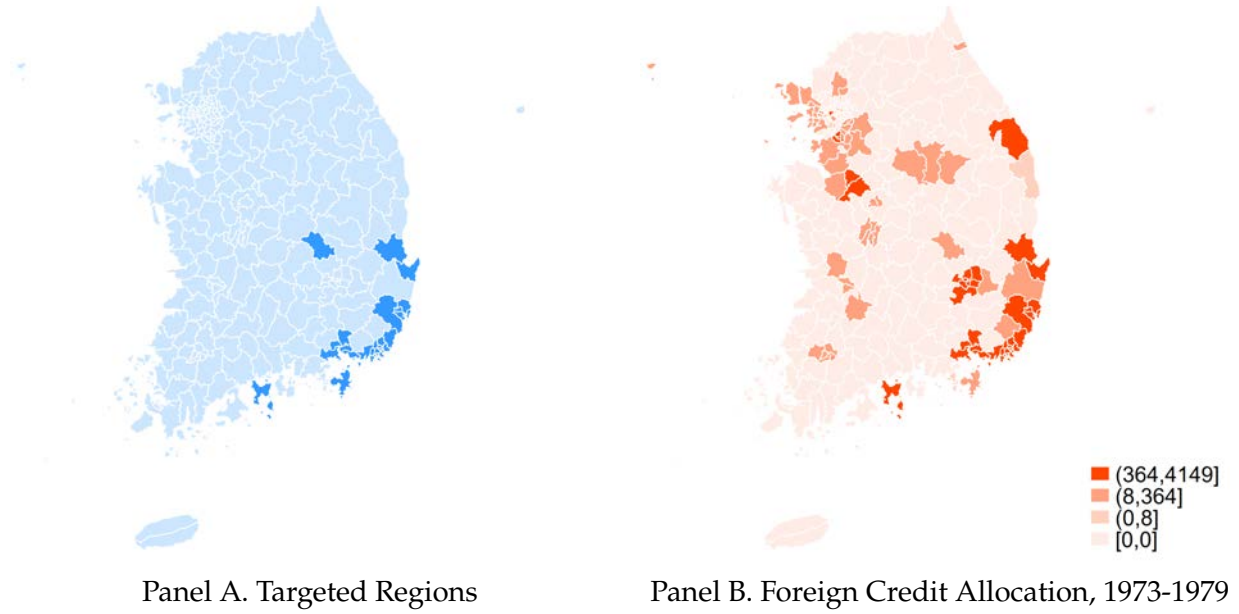 (364,4149]
(8,364]
(0,8]
[0,0]
Panel A. Targeted Regions
Panel B. Foreign Credit Allocation, 1973-1979